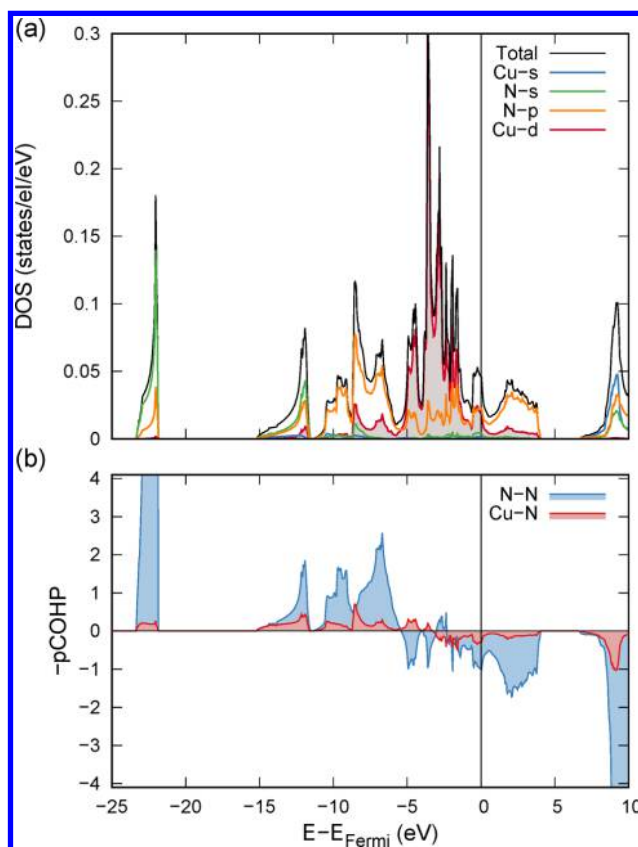 (a)
0.3
0.25
0.2
0.15
0.1
0.05
0
DOS (states/el/eV)
Total
Cu−s
N−s
N−p
Cu−d
(b)
4
3
2
1
0
−1
−2
−3
−4
−pCOHP
N−N
Cu−N
−25 −20 −15 −10 −5 0 5 10
E−EFermi (eV)